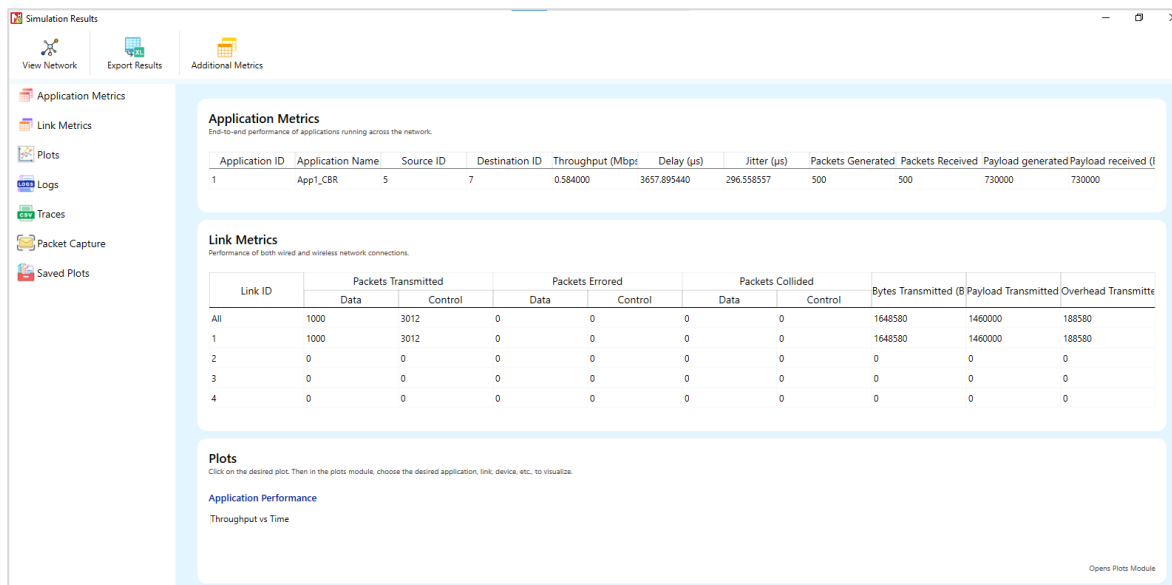 Simulation Results
View Network Export Results Additional Metrics
Application Metrics
Link Metrics
Plots
LOGS Logs
CSV Traces
Packet Capture
Saved Plots
Application Metrics
End-to-end performance of applications running across the network.
Application ID Application Name Source ID Destination ID Throughput (Mbps Delay (µs) Jitter (µs) Packets Generated Packets Received Payload generated Payload received (
1 App1_CBR 5 7 0.584000 3657.895440 296.558557 500 500 730000 730000
Link Metrics
Performance of both wired and wireless network connections.
Link ID Packets Transmitted Packets Errored Packets Collided Bytes Transmitted (B Payload Transmitted Overhead Transmitte
Data Control Data Control Data Control
All 1000 3012 0 0 0 0 1648580 1460000 188580
1 1000 3012 0 0 0 0 1648580 1460000 188580
2 0 0 0 0 0 0 0 0 0
3 0 0 0 0 0 0 0 0 0
4 0 0 0 0 0 0 0 0 0
Plots
Click on the desired plot. Then in the plots module, choose the desired application, link, device, etc., to visualize.
Application Performance
Throughput vs Time
Opens Plots Module